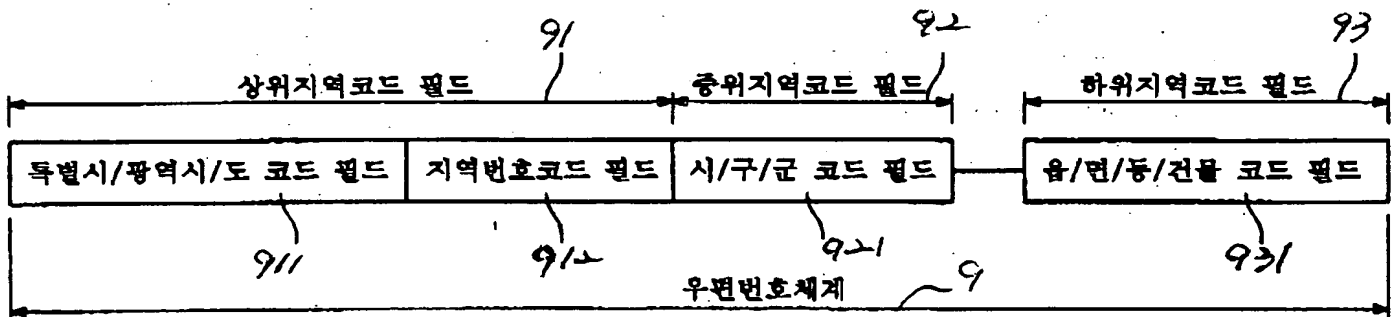 91 92 93
상위지역코드 필드 중위지역코드 필드 하위지역코드 필드
특별시/광역시/도 코드 필드 지역번호코드 필드 시/구/군 코드 필드 읍/면/동/건물 코드 필드
911 912 921 931
우편번호체계 9